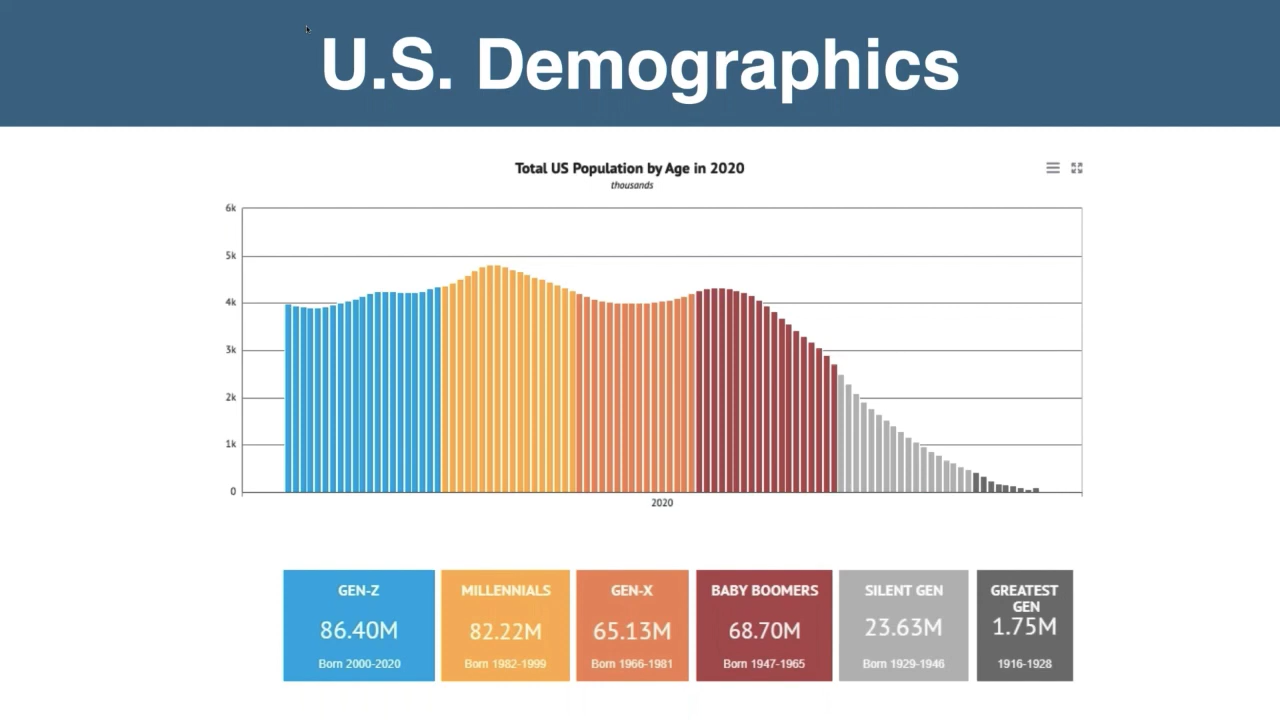 U.S. Demographics
Total US Population by Age in 2020
thousands
6k
5k
4k
3k
2k
1k
0
2020
GEN-Z
86.40M
Born 2000-2020
MILLENNIALS
82.22M
Born 1982-1999
GEN-X
65.13M
Born 1966-1981
BABY BOOMERS
68.70M
Born 1947-1965
SILENT GEN
23.63M
Born 1929-1946
GREATEST
GEN
1.75M
1916-1928